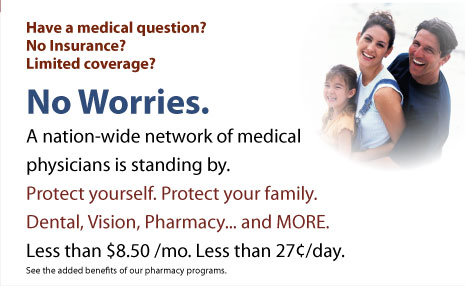 Have a medical question?
No Insurance?
Limited coverage?
No Worries.
A nation-wide network of medical
physicians is standing by.
Protect yourself. Protect your family.
Dental, Vision, Pharmacy... and MORE.
Less than $8.50 /mo. Less than 27¢/day.
See the added benefits of our pharmacy programs.